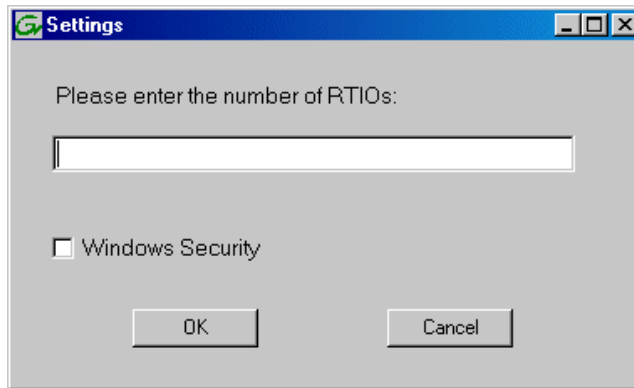 Settings
Please enter the number of RTIOs:
Windows Security
OK Cancel